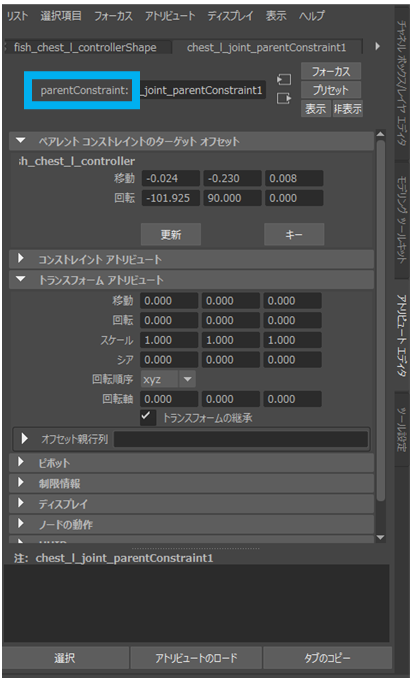 リスト 選択項目 フォーカス アトリビュート ディスプレイ 表示 ヘルプ
fish_chest_l_controllerShape chest_l_joint_parentConstraint1
フォーカス
parentConstraint: _joint_parentConstraint1 プリセット
表示 非表示
ペアレント コンストレイントのターゲット オフセット
h_chest_l_controller
移動 -0.024 -0.230 0.008
回転 -101.925 90.000 0.000
更新 キー
コンストレイント アトリビュート
トランスフォーム アトリビュート
移動 0.000 0.000 0.000
回転 0.000 0.000 0.000
スケール 1.000 1.000 1.000
シア 0.000 0.000 0.000
回転順序 xyz
回転軸 0.000 0.000 0.000
トランスフォームの継承
オフセット親行列
ピボット
制限情報
ディスプレイ
ノードの動作
注: chest_l_joint_parentConstraint1
選択 アトリビュートのロード タブのコピー
チャネル ボックス/レイヤ エディタ
モデリング ツールキット
アトリビュート エディタ
ツール設定